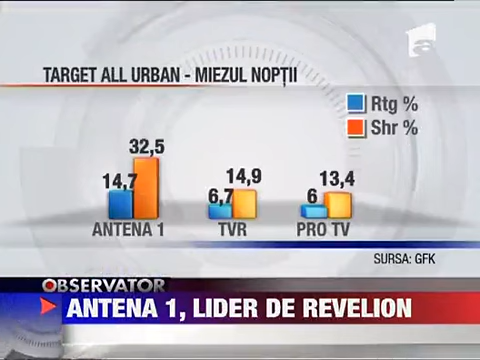 TARGET ALL URBAN - MIEZUL NOPȚII
Rtg %
Shr %
32,5
14,7
14,9
6,7
13,4
6
ANTENA 1
TVR
PRO TV
SURSA: GFK
OBSERVATOR
ANTENA 1, LIDER DE REVELION